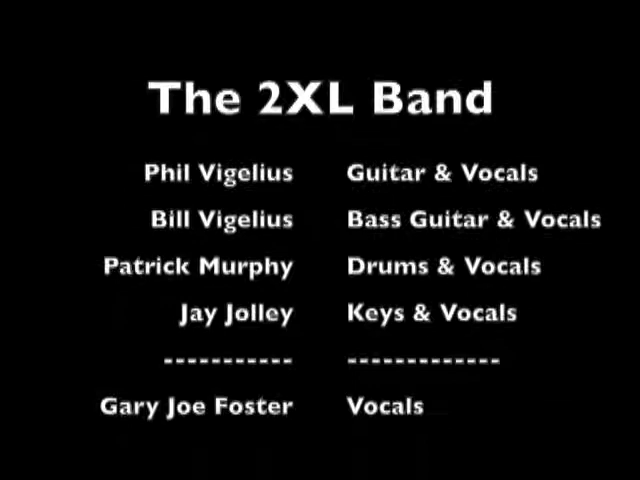 The 2XL Band
Phil Vigelius Guitar & Vocals
Bill Vigelius Bass Guitar & Vocals
Patrick Murphy Drums & Vocals
Jay Jolley Keys & Vocals
----------- -------------
Gary Joe Foster Vocals